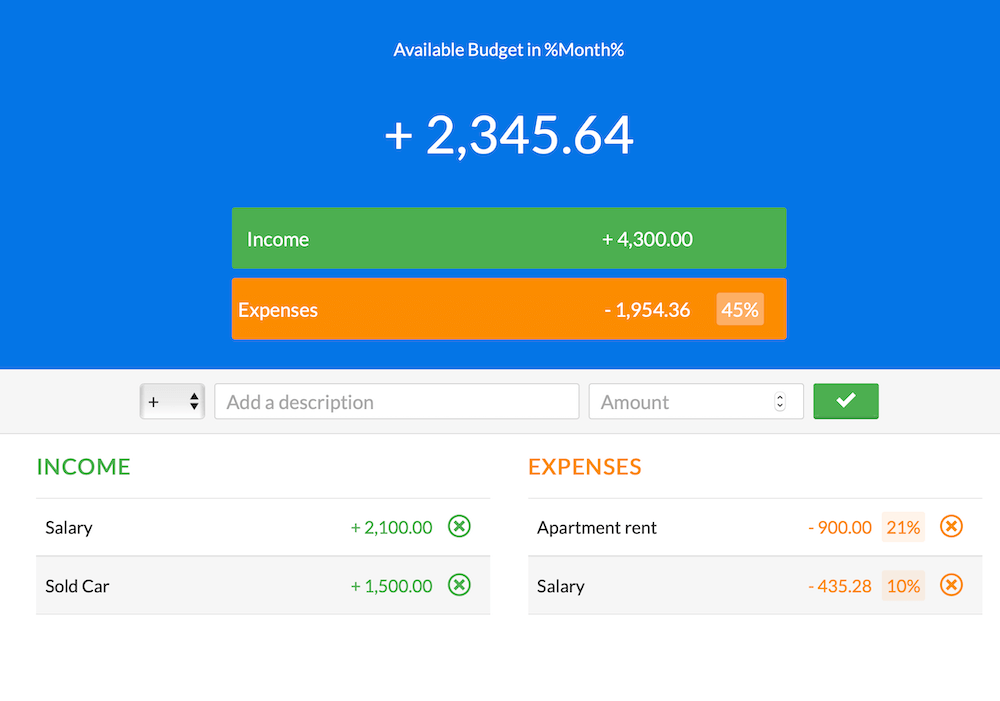 Available Budget in %Month%
+ 2,345.64
Income + 4,300.00
Expenses - 1,954.36 45%
+ Add a description Amount
INCOME
Salary + 2,100.00
Sold Car + 1,500.00
EXPENSES
Apartment rent - 900.00 21%
Salary - 435.28 10%